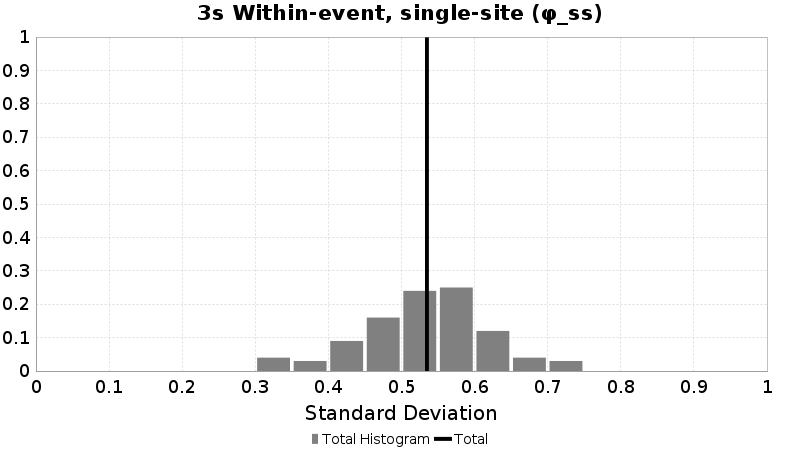 3s Within-event, single-site (φ_ss)
1
0.9
0.8
0.7
0.6
0.5
0.4
0.3
0.2
0.1
0
0 0.1 0.2 0.3 0.4 0.5 0.6 0.7 0.8 0.9 1
Standard Deviation
Total Histogram Total